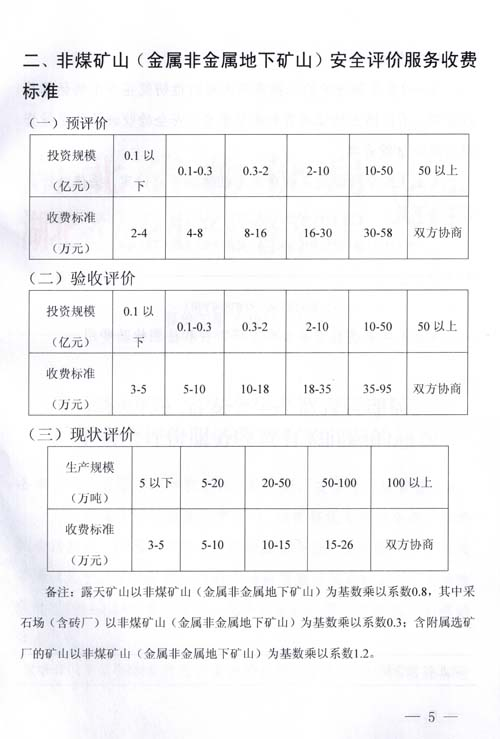 二、非煤矿山（金属非金属地下矿山）安全评价服务收费
标准
（一）预评价
投资规模（亿元） 0.1 以下 0.1-0.3 0.3-2 2-10 10-50 50 以上
收费标准（万元） 2-4 4-8 8-16 16-30 30-58 双方协商
（二）验收评价
投资规模（亿元） 0.1 以下 0.1-0.3 0.3-2 2-10 10-50 50 以上
收费标准（万元） 3-5 5-10 10-18 18-35 35-95 双方协商
（三）现状评价
生产规模（万吨） 5 以下 5-20 20-50 50-100 100 以上
收费标准（万元） 3-5 5-10 10-15 15-26 双方协商
备注：露天矿山以非煤矿山（金属非金属地下矿山）为基数乘以系数0.8，其中采
石场（含砖厂）以非煤矿山（金属非金属地下矿山）为基数乘以系数0.3；含附属选矿
厂的矿山以非煤矿山（金属非金属地下矿山）为基数乘以系数1.2。
— 5 —